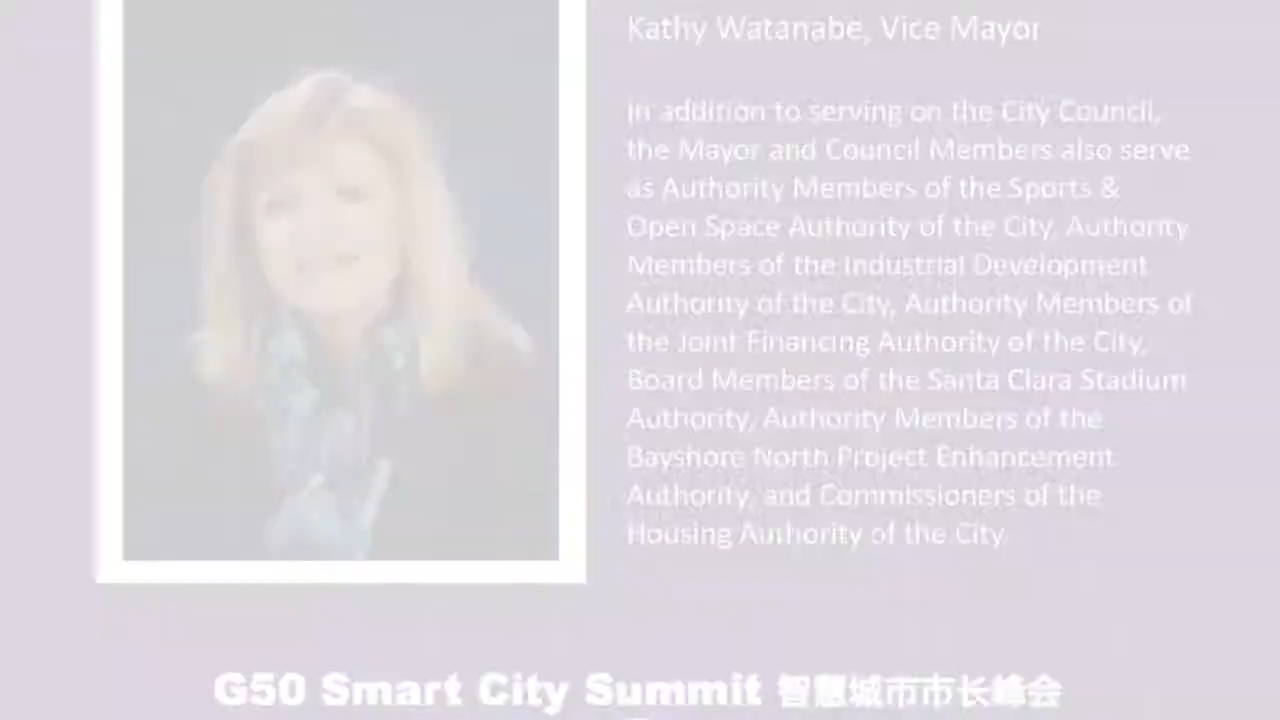 Kathy Watanabe, Vice Mayor
In addition to serving on the City Council,
the Mayor and Council Members also serve
as Authority Members of the Sports &
Open Space Authority of the City, Authority
Members of the Industrial Development
Authority of the City, Authority Members of
the Joint Financing Authority of the City,
Board Members of the Santa Clara Stadium
Authority, Authority Members of the
Bayshore North Project Enhancement
Authority, and Commissioners of the
Housing Authority of the City.
G50 Smart City Summit 智慧城市市长峰会